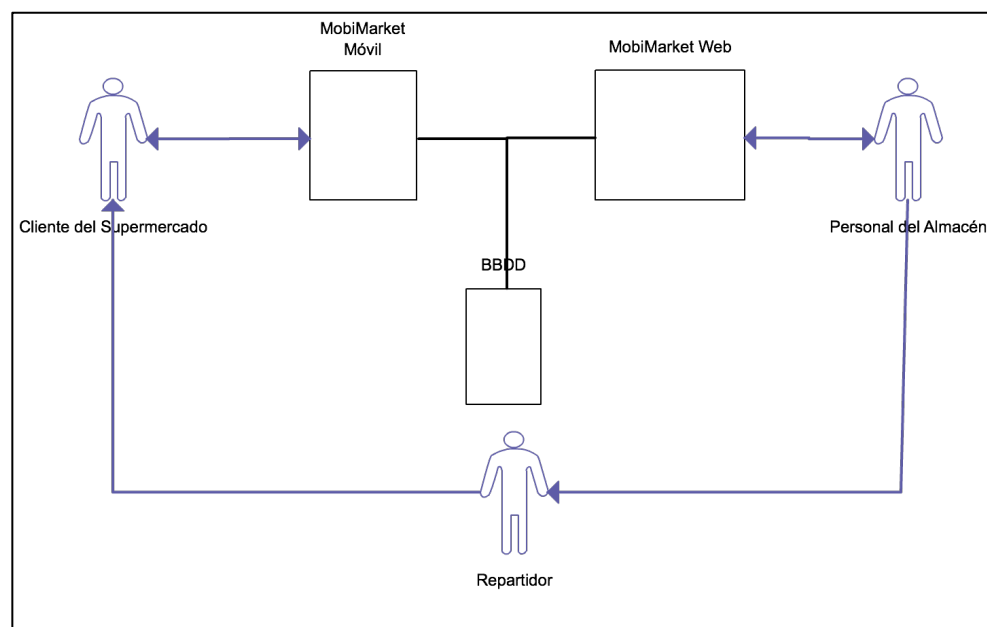 MobiMarket
Móvil
MobiMarket Web
Cliente del Supermercado
Personal del Almacén
BBDD
Repartidor